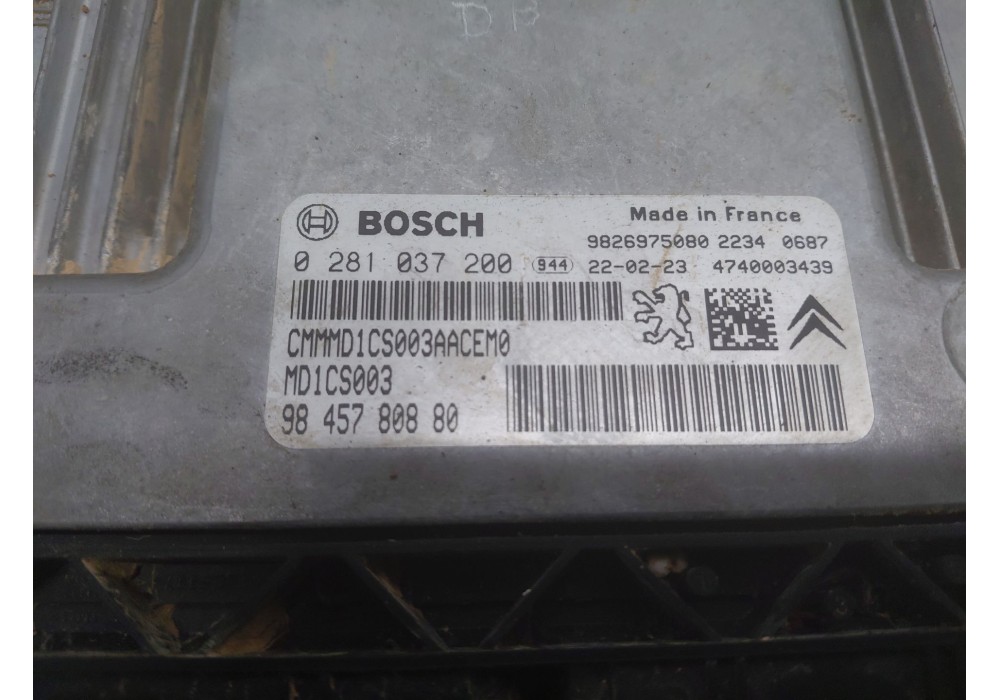 DB
BOSCH
Made in France
9826975080 2234 0687
0 281 037 200 944 22-02-23 4740003439
CMMMD1CS003AACEM0
MD1CS003
98 457 808 80